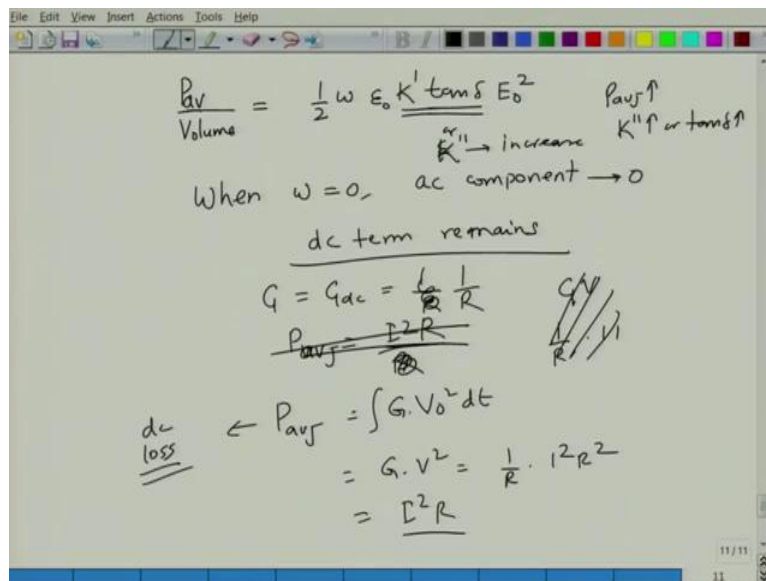 File Edit View Insert Actions Tools Help
Pav / Volume = 1/2 ω ε₀ K' tanδ E₀²
Pavg ↑
K'' ↑ or tanδ ↑
or K'' → increase
When ω = 0, ac component → 0
dc term remains
G = Gdc = 1/R
Pavg = I²R
dc loss ← Pavg = ∫ G. V₀² dt
= G. V² = 1/R . I²R²
= I²R
11/11
11